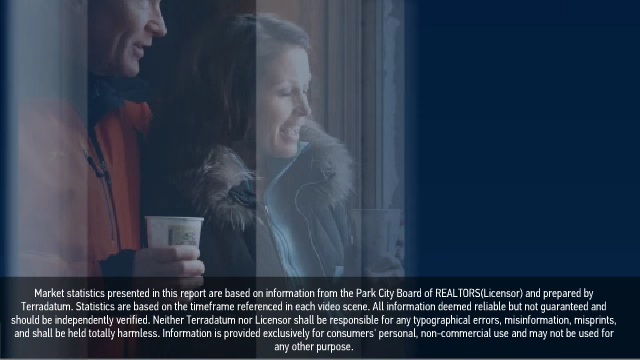 Market statistics presented in this report are based on information from the Park City Board of REALTORS(Licensor) and prepared by
Terradatum. Statistics are based on the timeframe referenced in each video scene. All information deemed reliable but not guaranteed and
should be independently verified. Neither Terradatum nor Licensor shall be responsible for any typographical errors, misinformation, misprints,
and shall be held totally harmless. Information is provided exclusively for consumers' personal, non-commercial use and may not be used for
any other purpose.